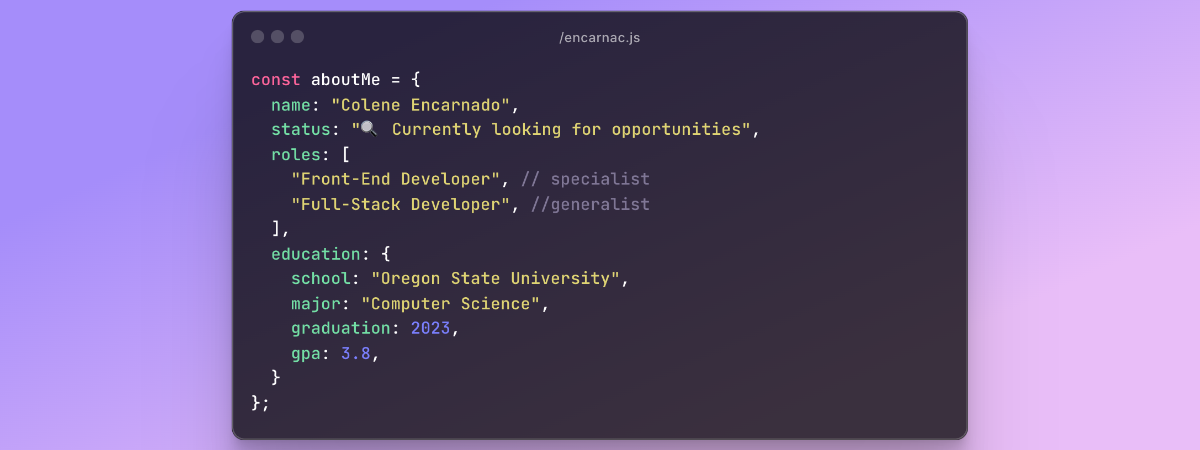 /encarnac.js
const aboutMe = {
  name: "Colene Encarnado",
  status: "🔍 Currently looking for opportunities",
  roles: [
    "Front-End Developer", // specialist
    "Full-Stack Developer", //generalist
  ],
  education: {
    school: "Oregon State University",
    major: "Computer Science",
    graduation: 2023,
    gpa: 3.8,
  }
};